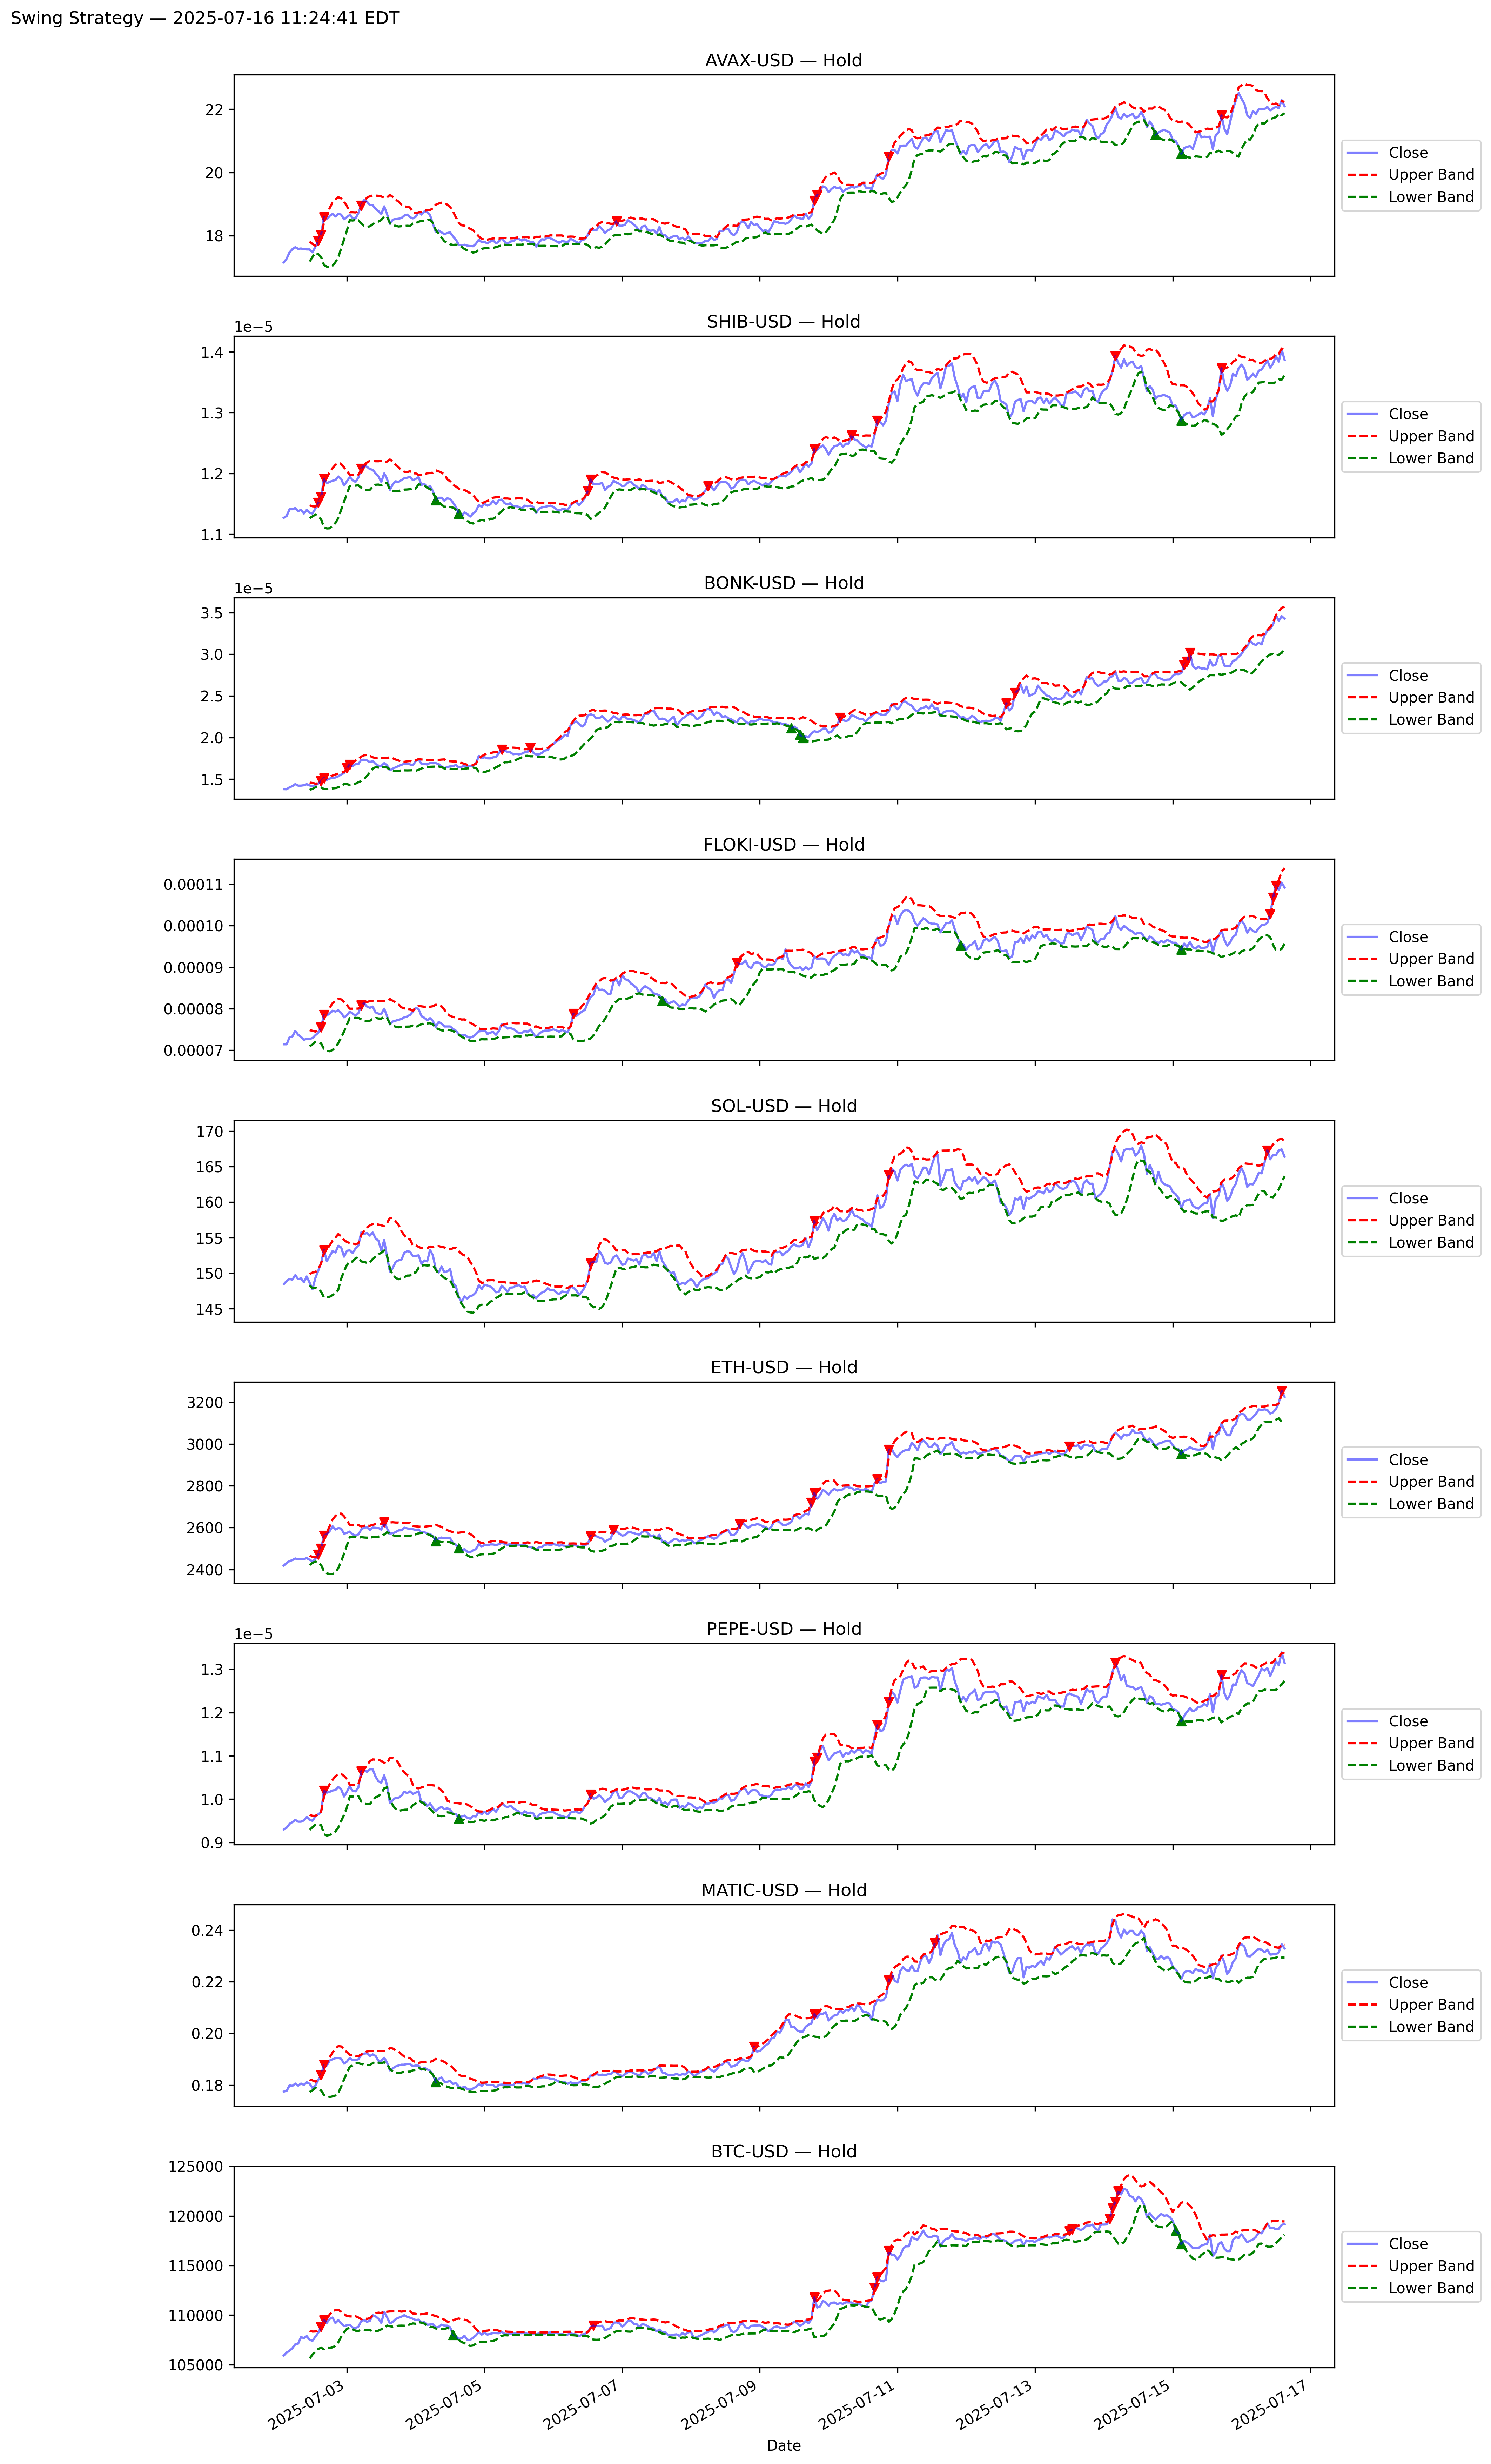 Swing Strategy — 2025-07-16 11:24:41 EDT
AVAX-USD — Hold
22
20
18
Close
Upper Band
Lower Band
SHIB-USD — Hold
1e−5
1.4
1.3
1.2
1.1
Close
Upper Band
Lower Band
BONK-USD — Hold
1e−5
3.5
3.0
2.5
2.0
1.5
Close
Upper Band
Lower Band
FLOKI-USD — Hold
0.00011
0.00010
0.00009
0.00008
0.00007
Close
Upper Band
Lower Band
SOL-USD — Hold
170
165
160
155
150
145
Close
Upper Band
Lower Band
ETH-USD — Hold
3200
3000
2800
2600
2400
Close
Upper Band
Lower Band
PEPE-USD — Hold
1e−5
1.3
1.2
1.1
1.0
0.9
Close
Upper Band
Lower Band
MATIC-USD — Hold
0.24
0.22
0.20
0.18
Close
Upper Band
Lower Band
BTC-USD — Hold
125000
120000
115000
110000
105000
Close
Upper Band
Lower Band
2025-07-03
2025-07-05
2025-07-07
2025-07-09
2025-07-11
2025-07-13
2025-07-15
2025-07-17
Date